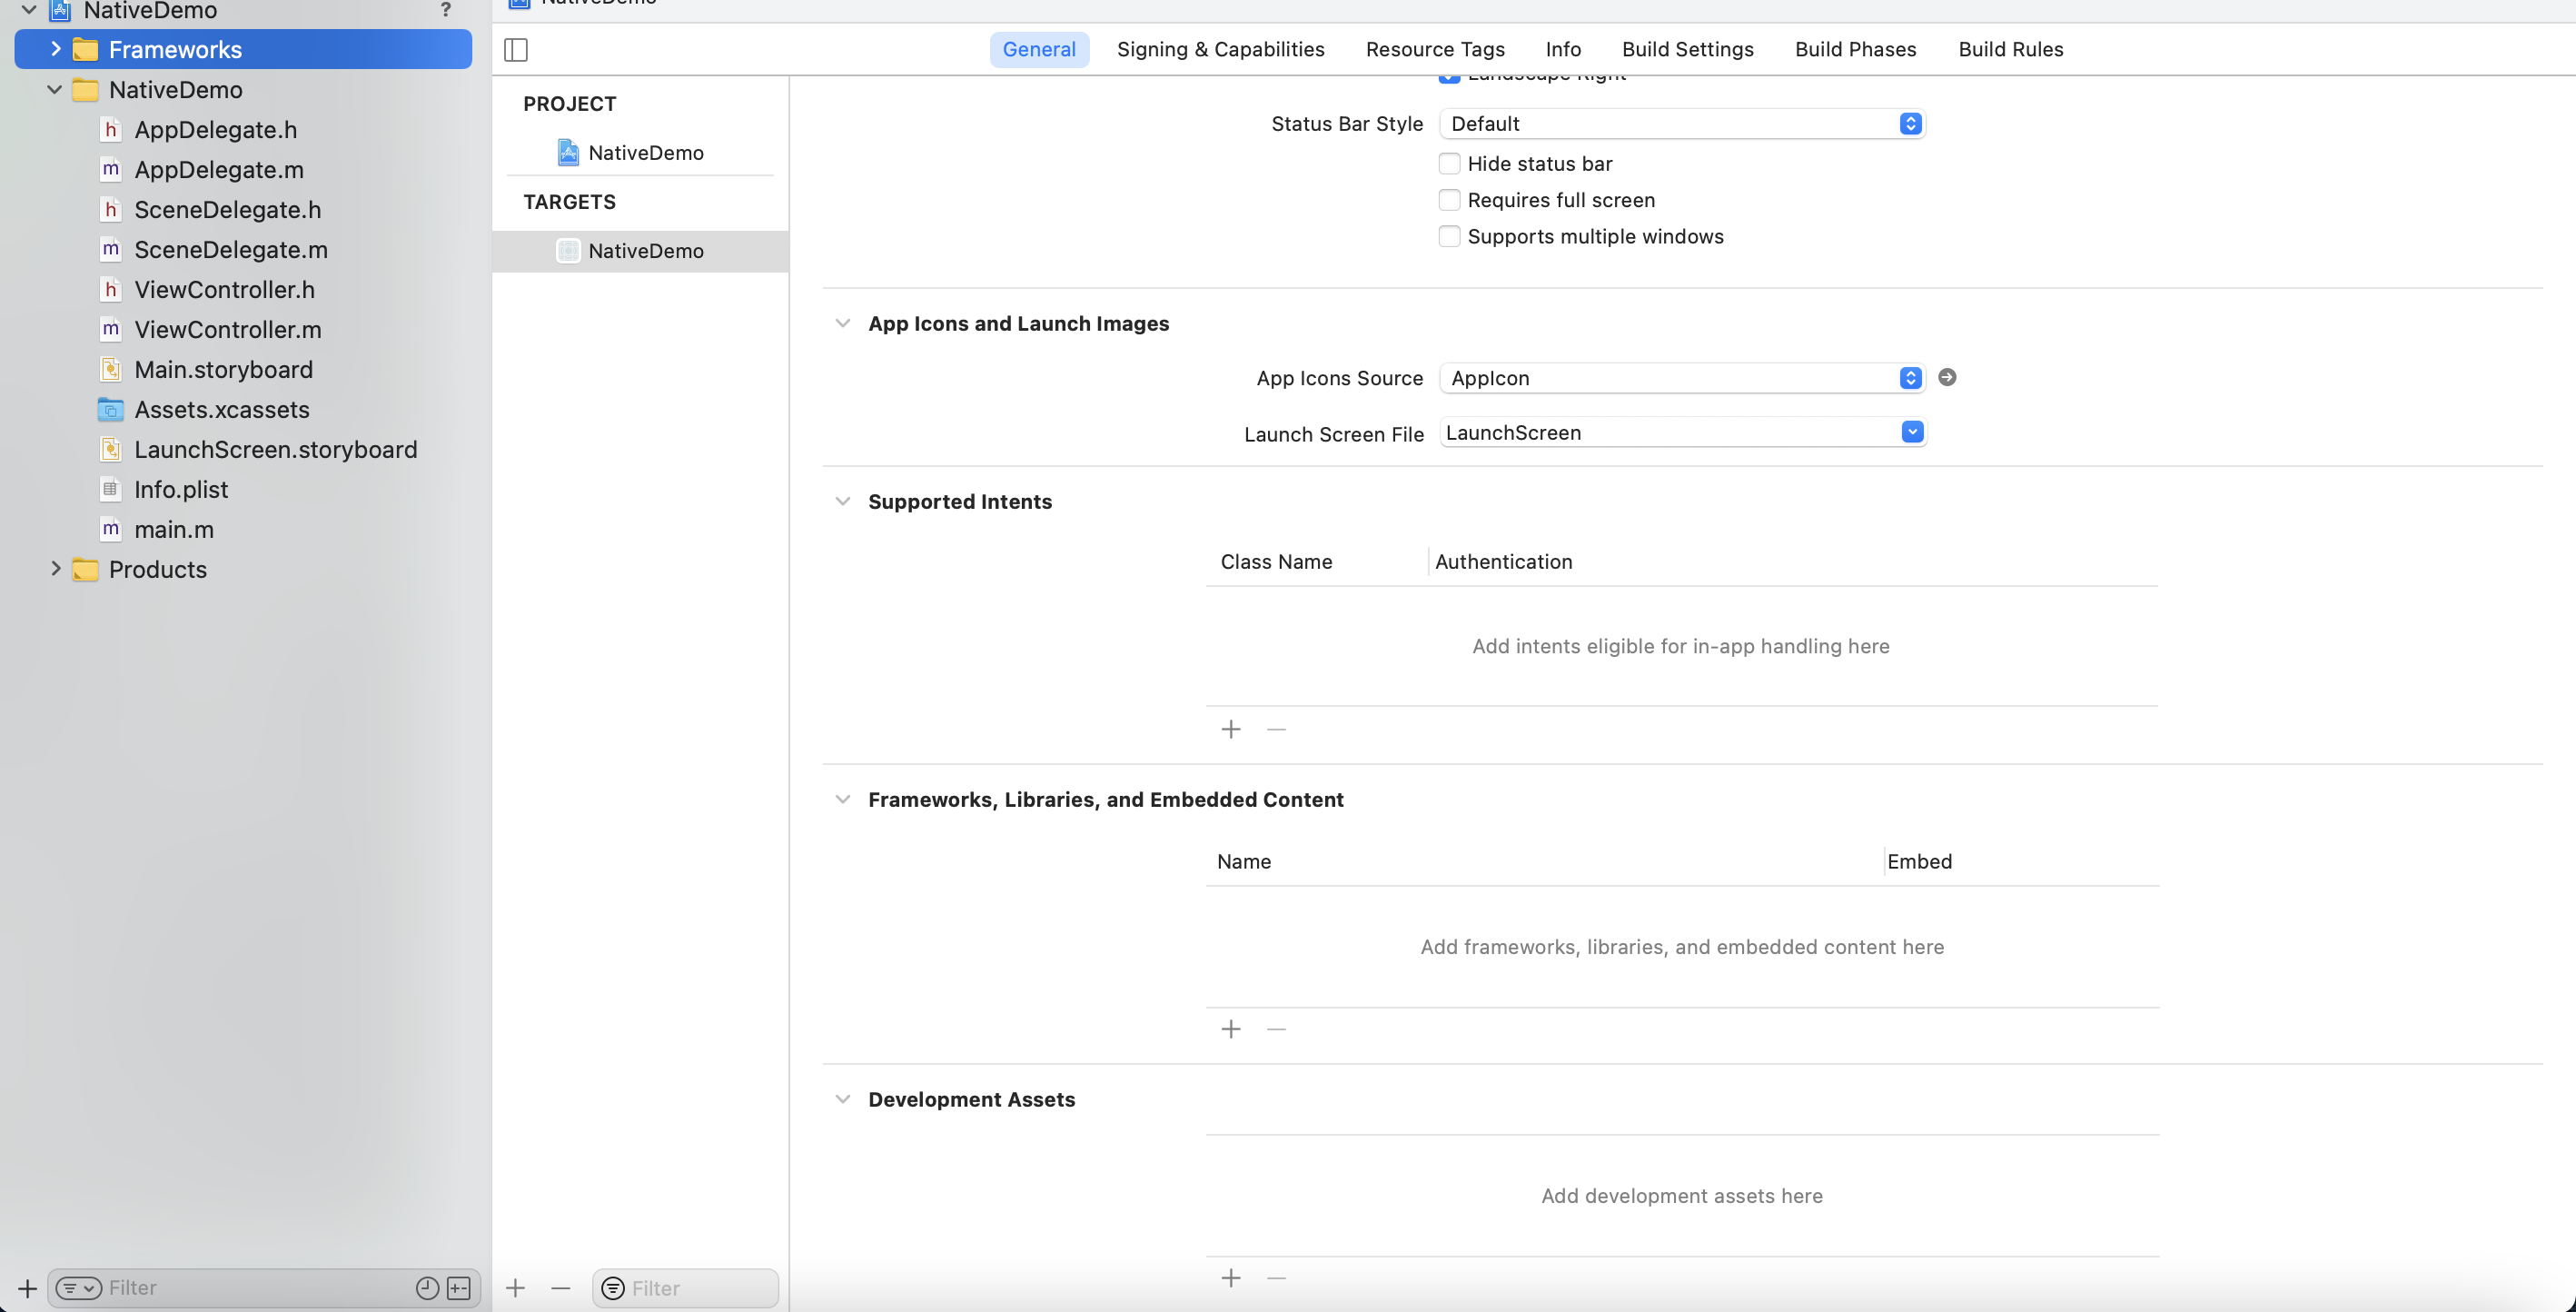 NativeDemo
?
Frameworks
NativeDemo
AppDelegate.h
AppDelegate.m
SceneDelegate.h
SceneDelegate.m
ViewController.h
ViewController.m
Main.storyboard
Assets.xcassets
LaunchScreen.storyboard
Info.plist
main.m
Products
Filter
NativeDemo
General Signing & Capabilities Resource Tags Info Build Settings Build Phases Build Rules
PROJECT
NativeDemo
TARGETS
NativeDemo
Filter
Landscape Right
Status Bar Style Default
Hide status bar
Requires full screen
Supports multiple windows
App Icons and Launch Images
App Icons Source AppIcon
Launch Screen File LaunchScreen
Supported Intents
Class Name Authentication
Add intents eligible for in-app handling here
Frameworks, Libraries, and Embedded Content
Name Embed
Add frameworks, libraries, and embedded content here
Development Assets
Add development assets here